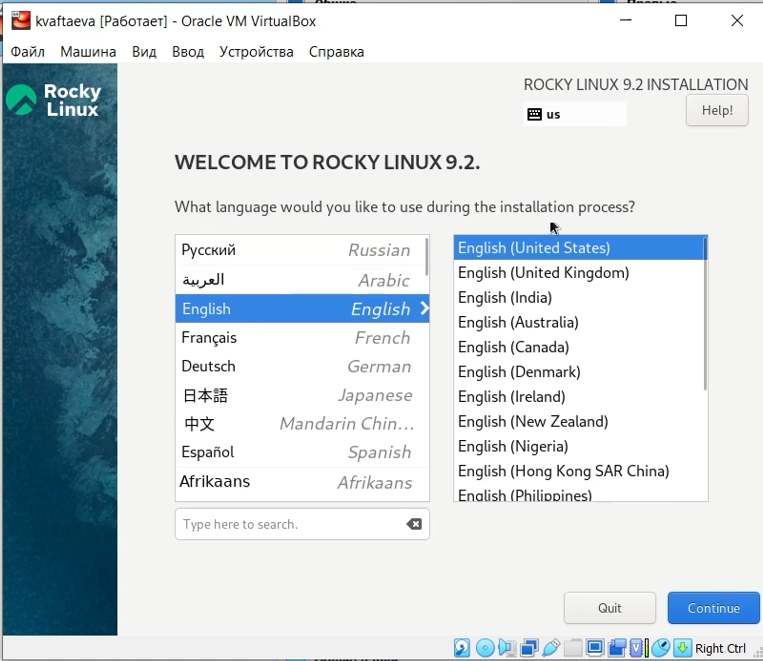 kvaftaeva [Работает] - Oracle VM VirtualBox
Файл Машина Вид Ввод Устройства Справка
Rocky
Linux
ROCKY LINUX 9.2 INSTALLATION
us
Help!
WELCOME TO ROCKY LINUX 9.2.
What language would you like to use during the installation process?
Русский Russian
العربية Arabic
English English
Français French
Deutsch German
日本語 Japanese
中文 Mandarin Chin...
Español Spanish
Afrikaans Afrikaans
Type here to search.
English (United States)
English (United Kingdom)
English (India)
English (Australia)
English (Canada)
English (Denmark)
English (Ireland)
English (New Zealand)
English (Nigeria)
English (Hong Kong SAR China)
English (Philippines)
Quit Continue
Right Ctrl